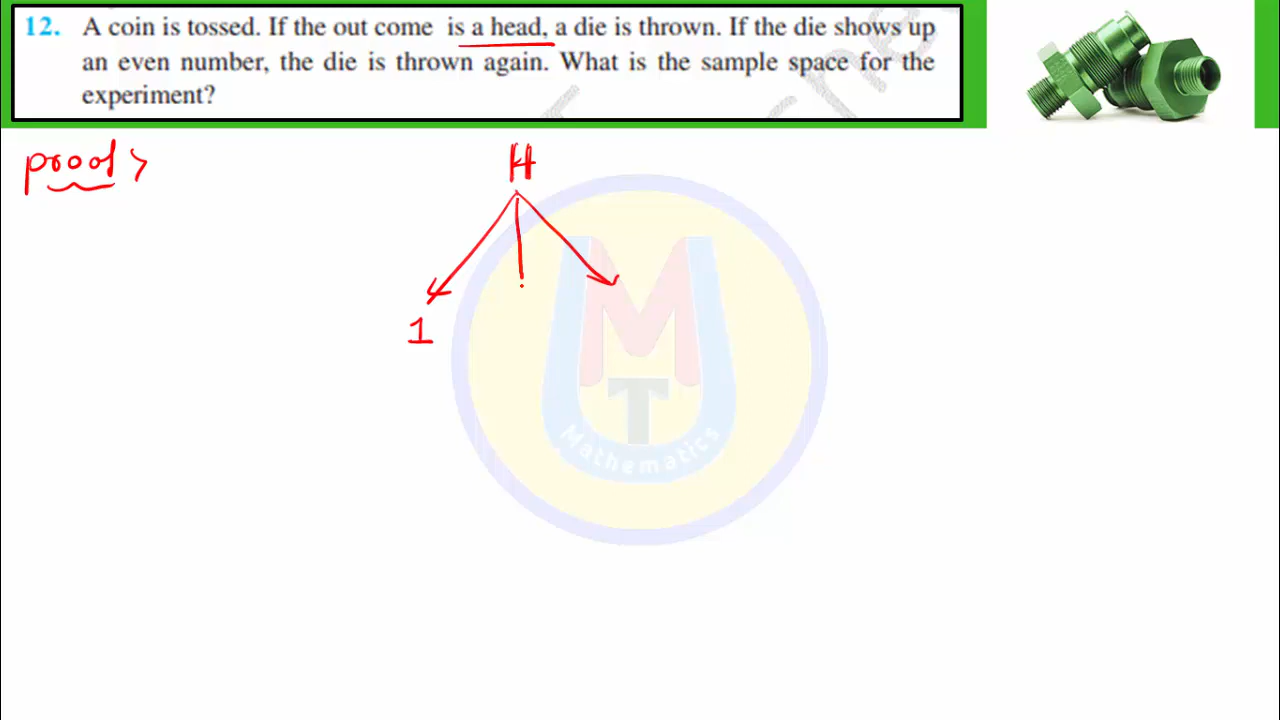 12. A coin is tossed. If the out come is a head, a die is thrown. If the die shows up
an even number, the die is thrown again. What is the sample space for the
experiment?
proof >
H
1
M
T
Mathematics